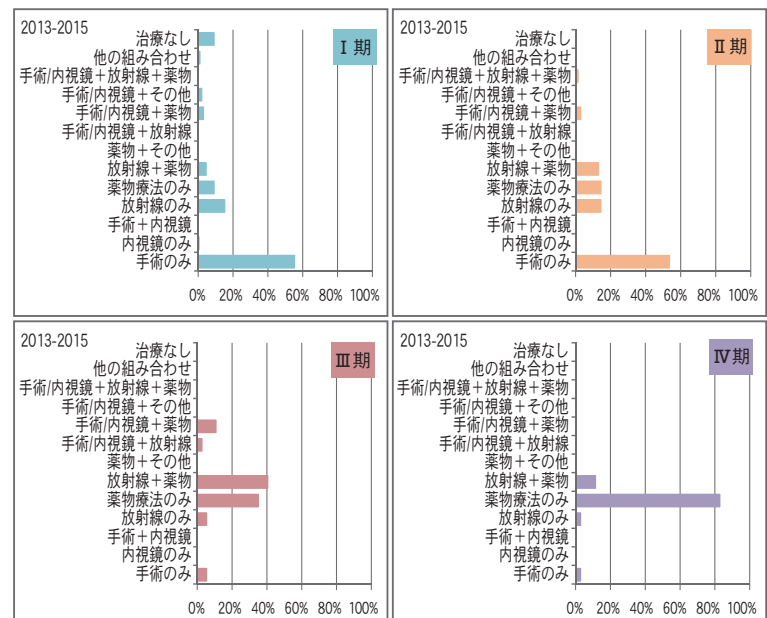 2013-2015
Ⅰ期
治療なし
他の組み合わせ
手術/内視鏡＋放射線＋薬物
手術/内視鏡＋その他
手術/内視鏡＋薬物
手術/内視鏡＋放射線
薬物＋その他
放射線＋薬物
薬物療法のみ
放射線のみ
手術＋内視鏡
内視鏡のみ
手術のみ
0% 20% 40% 60% 80% 100%
2013-2015
Ⅱ期
治療なし
他の組み合わせ
手術/内視鏡＋放射線＋薬物
手術/内視鏡＋その他
手術/内視鏡＋薬物
手術/内視鏡＋放射線
薬物＋その他
放射線＋薬物
薬物療法のみ
放射線のみ
手術＋内視鏡
内視鏡のみ
手術のみ
0% 20% 40% 60% 80% 100%
2013-2015
Ⅲ期
治療なし
他の組み合わせ
手術/内視鏡＋放射線＋薬物
手術/内視鏡＋その他
手術/内視鏡＋薬物
手術/内視鏡＋放射線
薬物＋その他
放射線＋薬物
薬物療法のみ
放射線のみ
手術＋内視鏡
内視鏡のみ
手術のみ
0% 20% 40% 60% 80% 100%
2013-2015
Ⅳ期
治療なし
他の組み合わせ
手術/内視鏡＋放射線＋薬物
手術/内視鏡＋その他
手術/内視鏡＋薬物
手術/内視鏡＋放射線
薬物＋その他
放射線＋薬物
薬物療法のみ
放射線のみ
手術＋内視鏡
内視鏡のみ
手術のみ
0% 20% 40% 60% 80% 100%